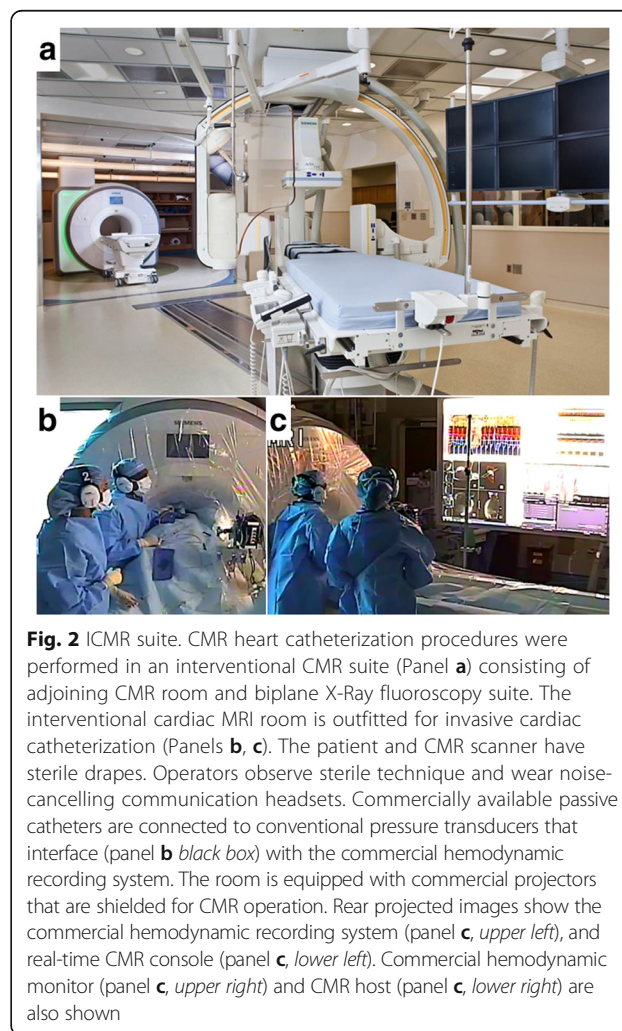 a
SIEMENS
b
c
SIEMENS
MRI
2
Fig. 2 ICMR suite. CMR heart catheterization procedures were
performed in an interventional CMR suite (Panel a) consisting of
adjoining CMR room and biplane X-Ray fluoroscopy suite. The
interventional cardiac MRI room is outfitted for invasive cardiac
catheterization (Panels b, c). The patient and CMR scanner have
sterile drapes. Operators observe sterile technique and wear noise-
cancelling communication headsets. Commercially available passive
catheters are connected to conventional pressure transducers that
interface (panel b black box) with the commercial hemodynamic
recording system. The room is equipped with commercial projectors
that are shielded for CMR operation. Rear projected images show the
commercial hemodynamic recording system (panel c, upper left), and
real-time CMR console (panel c, lower left). Commercial hemodynamic
monitor (panel c, upper right) and CMR host (panel c, lower right) are
also shown